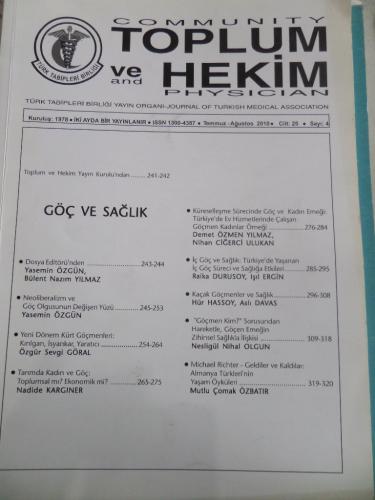 COMMUNITY
TOPLUM
ve HEKİM
and
PHYSICIAN
TÜRK TABİPLERİ BİRLİĞİ
TÜRK TABİPLERİ BİRLİĞİ YAYIN ORGANI-JOURNAL OF TURKISH MEDICAL ASSOCIATION
Kuruluş: 1978 • İKİ AYDA BİR YAYINLANIR • ISSN 1300-4387 • Temmuz -Ağustos 2010 • Cilt: 25 • Sayı: 4
Toplum ve Hekim Yayın Kurulu'ndan ........ 241-242
GÖÇ VE SAĞLIK
• Dosya Editörü'nden .................... 243-244
Yasemin ÖZGÜN,
Bülent Nazım YILMAZ
• Neoliberalizm ve
Göç Olgusunun Değişen Yüzü ........... 245-253
Yasemin ÖZGÜN
• Yeni Dönem Kürt Göçmenleri:
Kırılgan, İsyankar, Yaratıcı ............... 254-264
Özgür Sevgi GÖRAL
• Tarımda Kadın ve Göç:
Toplumsal mı? Ekonomik mi? ............ 265-275
Nadide KARGINER
• Küreselleşme Sürecinde Göç ve Kadın Emeği:
Türkiye'de Ev Hizmetlerinde Çalışan
Göçmen Kadınlar Örneği ............... 276-284
Demet ÖZMEN YILMAZ,
Nihan CİĞERCİ ULUKAN
• İç Göç ve Sağlık: Türkiye'de Yaşanan
İç Göç Süreci ve Sağlığa Etkileri ......... 285-295
Raika DURUSOY, Işıl ERGİN
• Kaçak Göçmenler ve Sağlık ............... 296-308
Hür HASSOY, Aslı DAVAS
• "Göçmen Kim?" Sorusundan
Hareketle, Göçen Emeğin
Zihinsel Sağlıkla İlişkisi .................. 309-318
Nesligül Nihal OLGUN
• Michael Richter - Geldiler ve Kaldılar:
Almanya Türkleri'nin
Yaşam Öyküleri ........................... 319-320
Mutlu Çomak ÖZBATIR